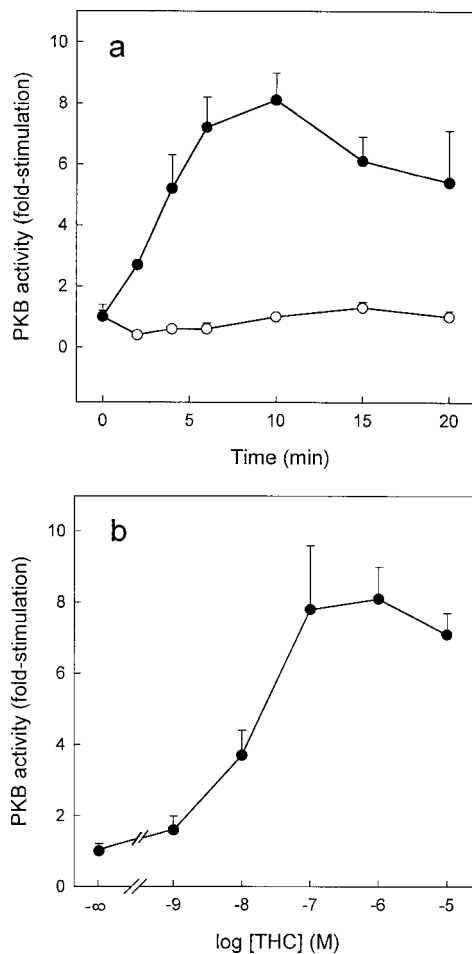 a
PKB activity (fold-stimulation)
10
8
6
4
2
0
0 5 10 15 20
Time (min)
b
PKB activity (fold-stimulation)
10
8
6
4
2
0
-∞ -9 -8 -7 -6 -5
log [THC] (M)